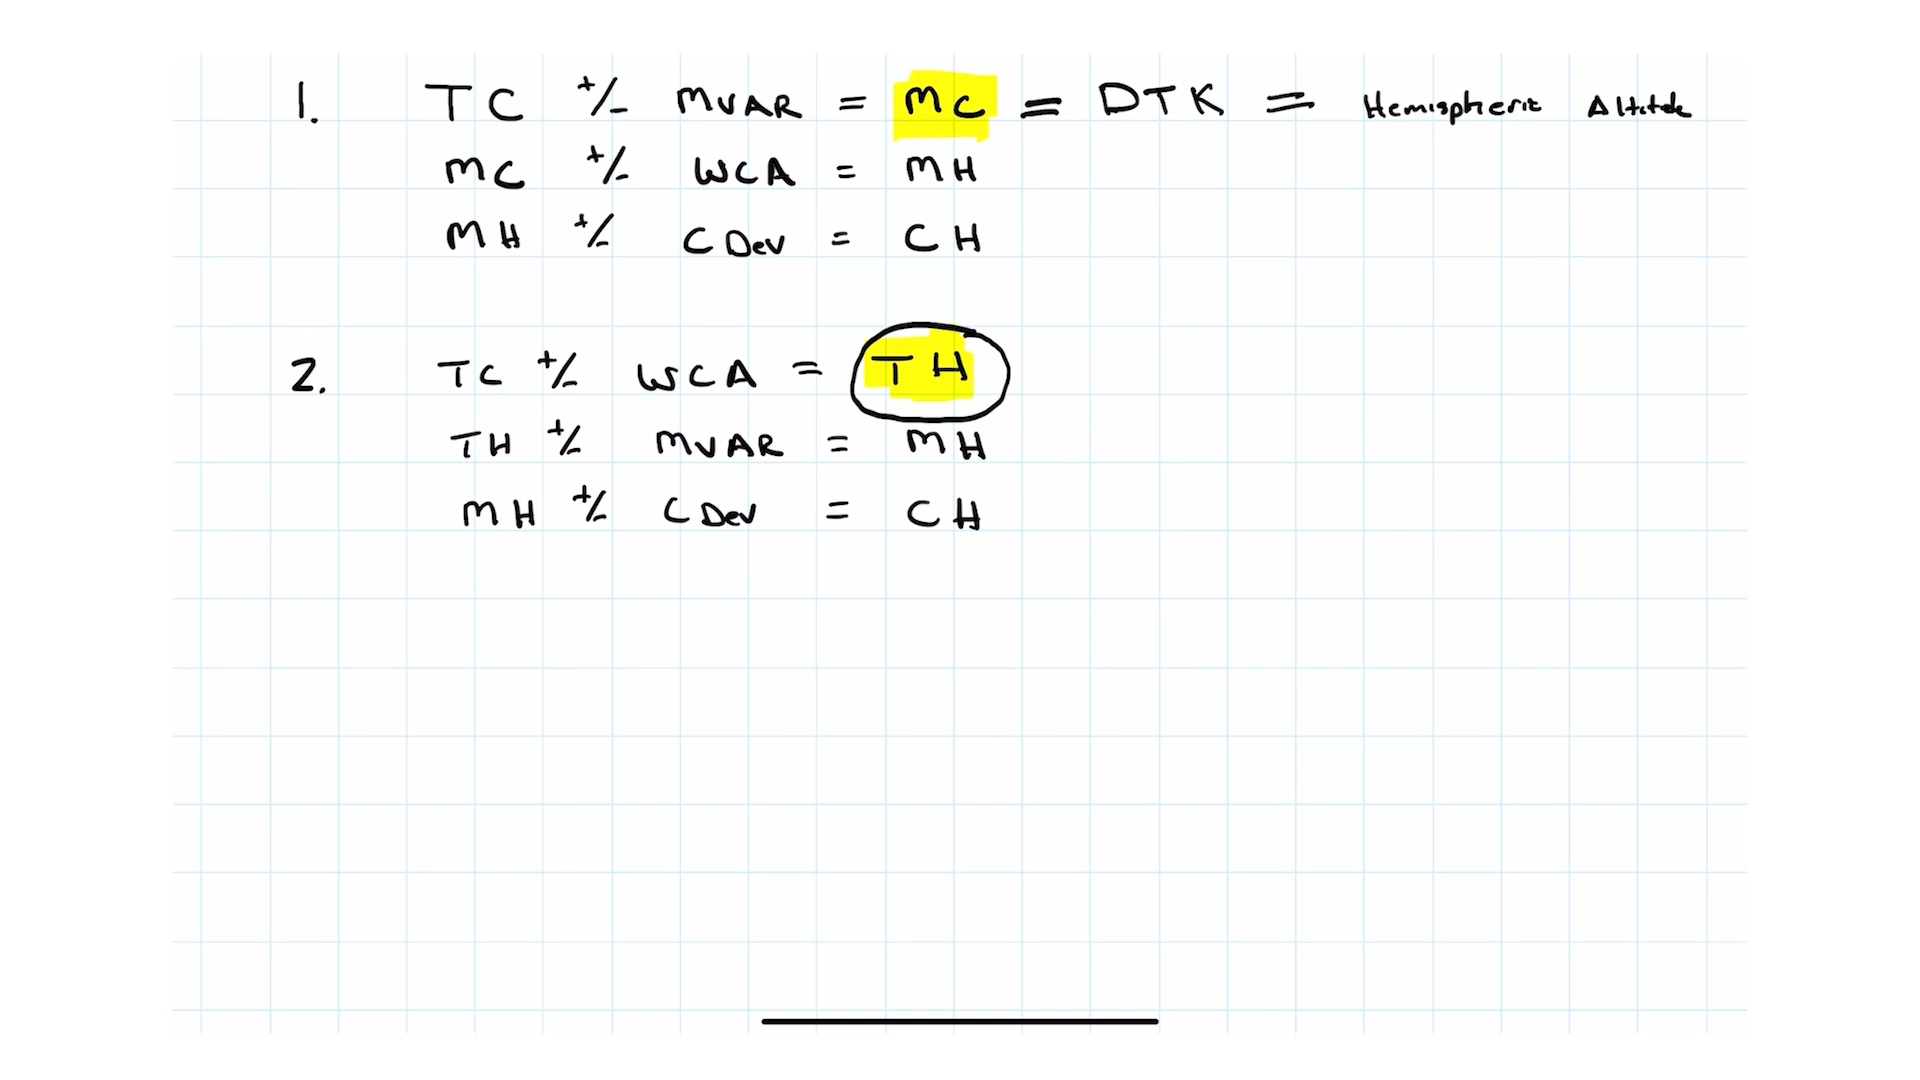 1. TC +/- MVAR = MC = DTK = Hemispheric Altitude
MC +/- WCA = MH
MH +/- CDev = CH
2. TC +/- WCA = TH
TH +/- MVAR = MH
MH +/- CDev = CH